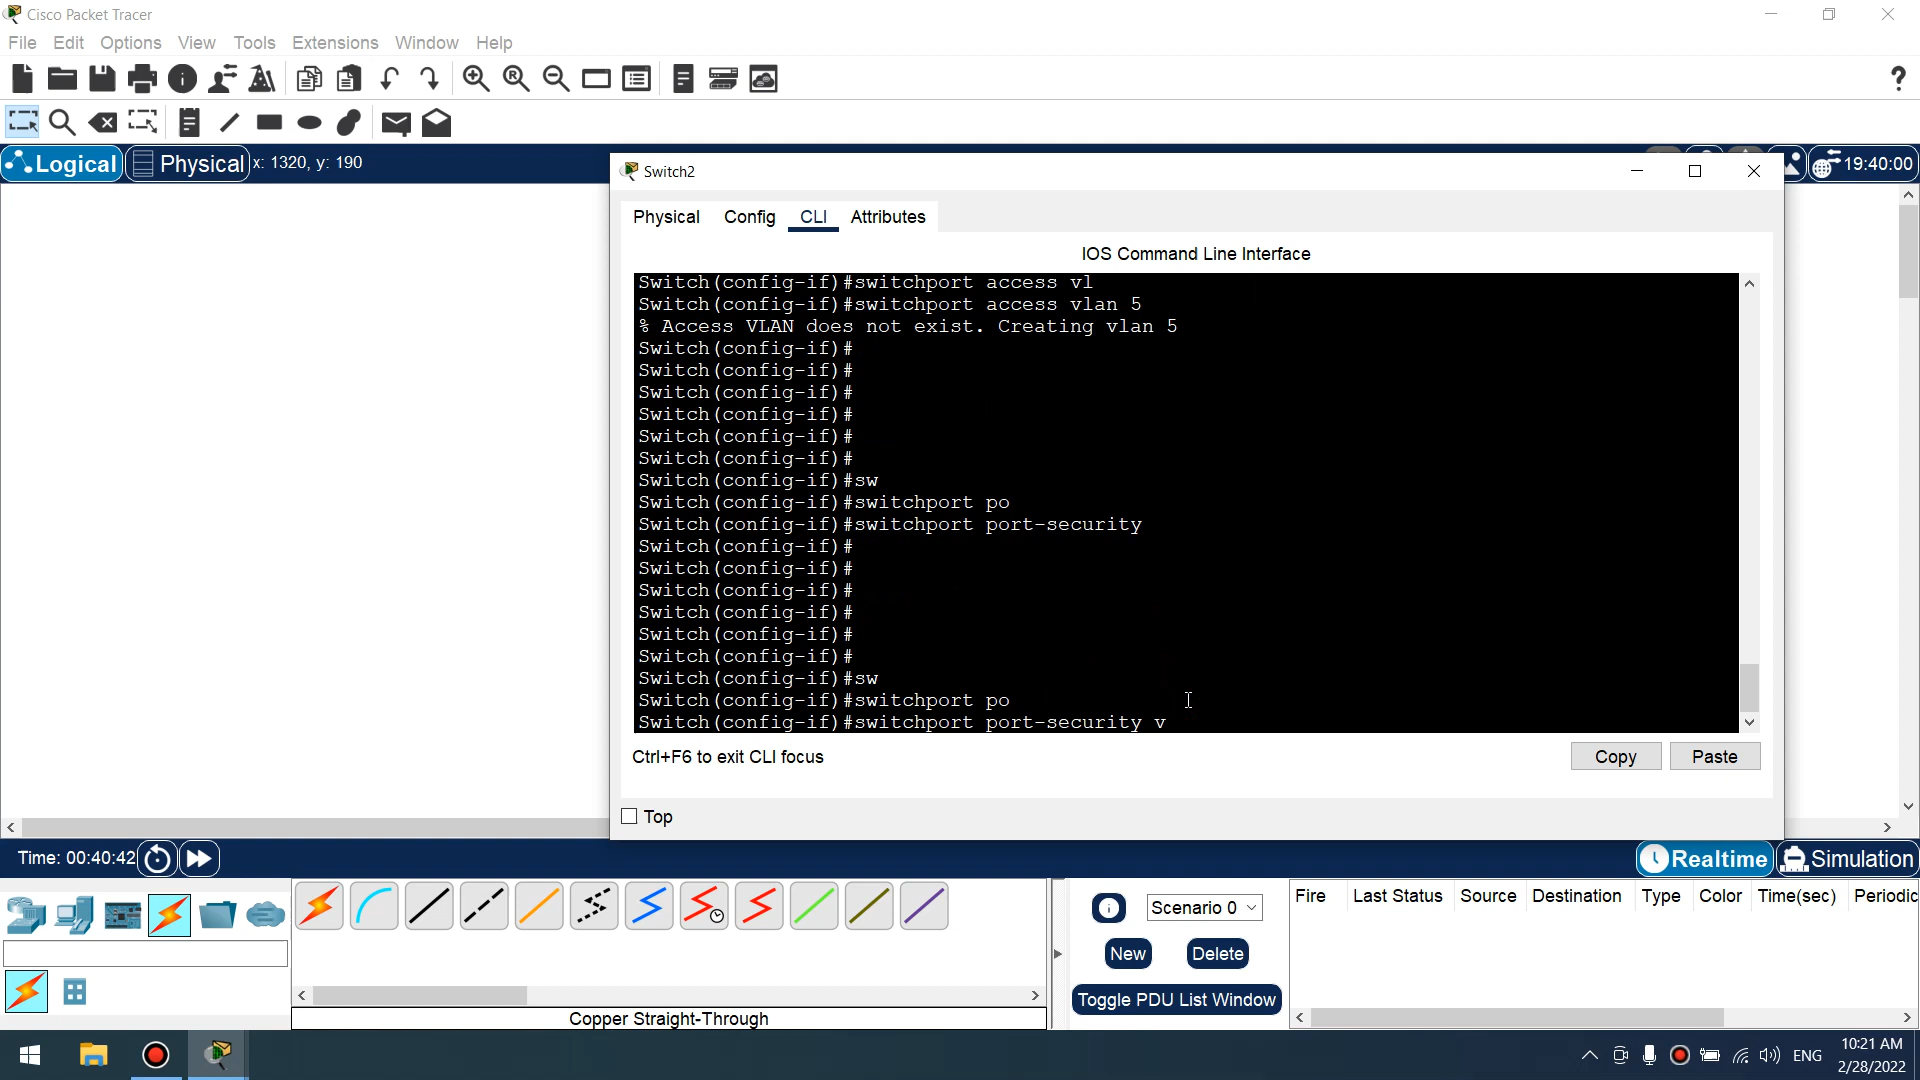 Cisco Packet Tracer
File Edit Options View Tools Extensions Window Help
Logical Physical x: 1320, y: 190 19:40:00
Switch2
Physical Config CLI Attributes
IOS Command Line Interface
Switch(config-if)#switchport access vl
Switch(config-if)#switchport access vlan 5
% Access VLAN does not exist. Creating vlan 5
Switch(config-if)#
Switch(config-if)#
Switch(config-if)#
Switch(config-if)#
Switch(config-if)#
Switch(config-if)#
Switch(config-if)#sw
Switch(config-if)#switchport po
Switch(config-if)#switchport port-security
Switch(config-if)#
Switch(config-if)#
Switch(config-if)#
Switch(config-if)#
Switch(config-if)#
Switch(config-if)#
Switch(config-if)#sw
Switch(config-if)#switchport po
Switch(config-if)#switchport port-security v
Ctrl+F6 to exit CLI focus Copy Paste
Top
Time: 00:40:42 Realtime Simulation
Scenario 0
New Delete
Toggle PDU List Window
Fire Last Status Source Destination Type Color Time(sec) Periodic
Copper Straight-Through
ENG 10:21 AM
2/28/2022